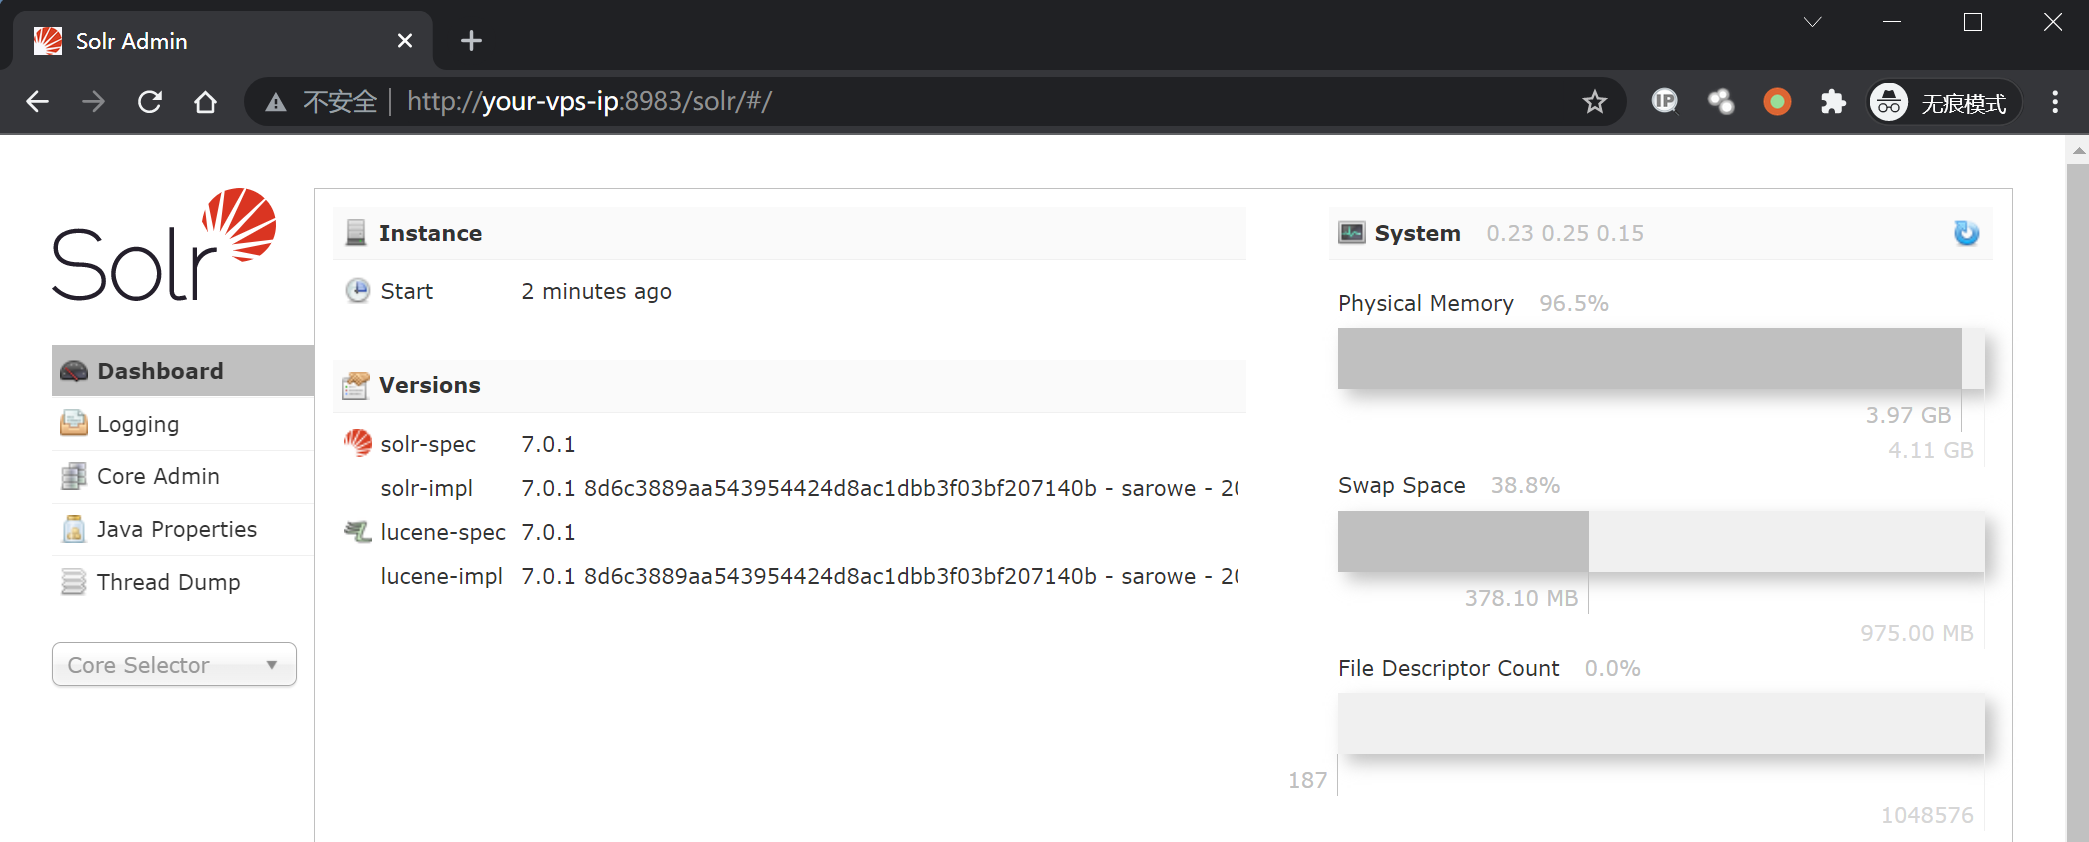 Solr Admin
不安全 http://your-vps-ip:8983/solr/#/
无痕模式
Solr
Dashboard
Logging
Core Admin
Java Properties
Thread Dump
Core Selector
Instance
Start 2 minutes ago
Versions
solr-spec 7.0.1
solr-impl 7.0.1 8d6c3889aa543954424d8ac1dbb3f03bf207140b - sarowe - 20
lucene-spec 7.0.1
lucene-impl 7.0.1 8d6c3889aa543954424d8ac1dbb3f03bf207140b - sarowe - 20
System 0.23 0.25 0.15
Physical Memory 96.5%
3.97 GB
4.11 GB
Swap Space 38.8%
378.10 MB
975.00 MB
File Descriptor Count 0.0%
187
1048576
IP